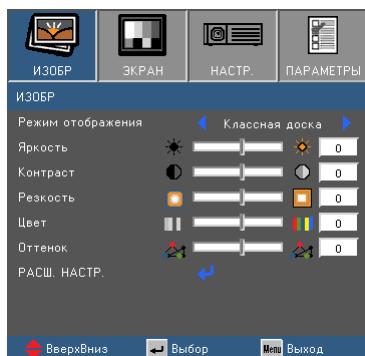 ИЗОБР ЭКРАН НАСТР. ПАРАМЕТРЫ
ИЗОБР
Режим отображения Классная доска
Яркость 0
Контраст 0
Резкость 0
Цвет 0
Оттенок 0
РАСШ. НАСТР.
ВверхВниз Выбор Menu Выход